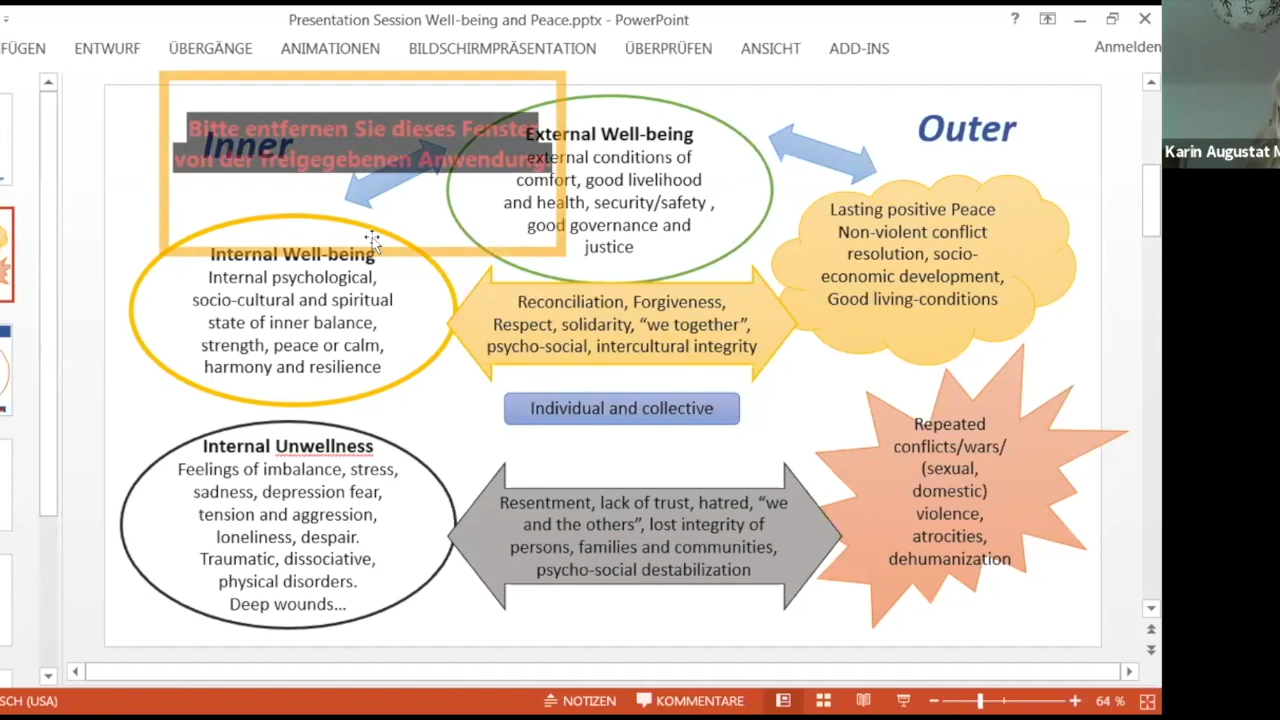 Presentation Session Well-being and Peace.pptx - PowerPoint
FÜGEN ENTWURF ÜBERGÄNGE ANIMATIONEN BILDSCHIRMPRÄSENTATION ÜBERPRÜFEN ANSICHT ADD-INS Anmelden
Karin Augustat M
Bitte entfernen Sie dieses Fenster
von der freigegebenen Anwendung
Inner
External Well-being
external conditions of
comfort, good livelihood
and health, security/safety ,
good governance and
justice
Outer
Lasting positive Peace
Non-violent conflict
resolution, socio-
economic development,
Good living-conditions
Internal Well-being
Internal psychological,
socio-cultural and spiritual
state of inner balance,
strength, peace or calm,
harmony and resilience
Reconciliation, Forgiveness,
Respect, solidarity, “we together”,
psycho-social, intercultural integrity
Individual and collective
Internal Unwellness
Feelings of imbalance, stress,
sadness, depression fear,
tension and aggression,
loneliness, despair.
Traumatic, dissociative,
physical disorders.
Deep wounds…
Resentment, lack of trust, hatred, “we
and the others”, lost integrity of
persons, families and communities,
psycho-social destabilization
Repeated
conflicts/wars/
(sexual,
domestic)
violence,
atrocities,
dehumanization
SCH (USA) NOTIZEN KOMMENTARE 64 %